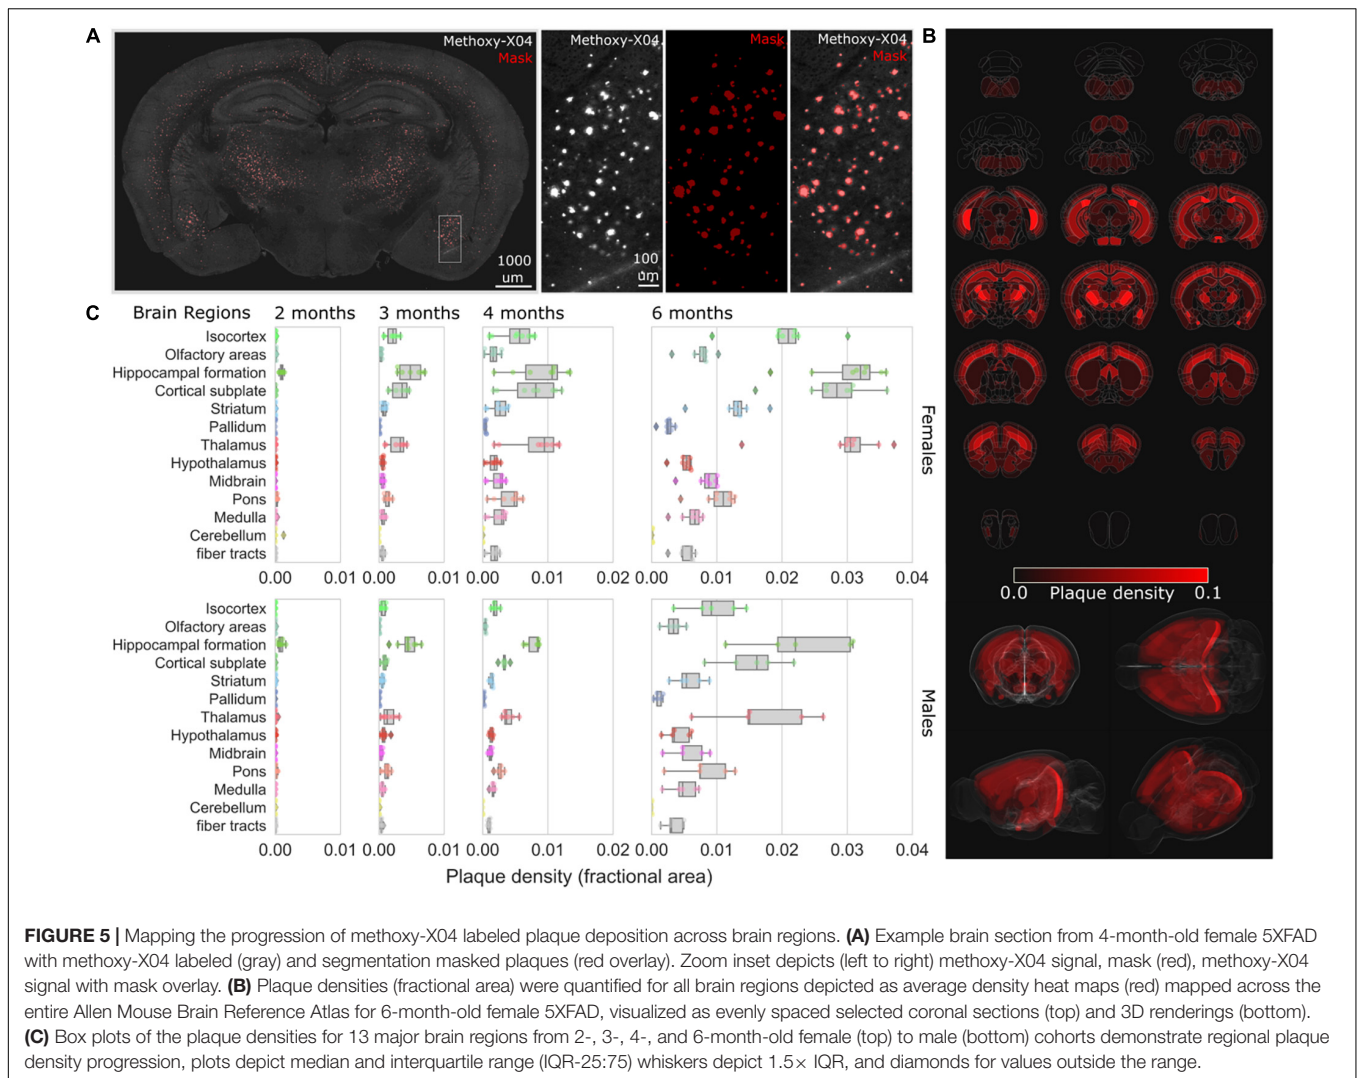 A
Methoxy-X04
Mask
1000
um
Methoxy-X04
100
um
Mask
Methoxy-X04
Mask
B
0.0 Plaque density 0.1
C
Brain Regions 2 months 3 months 4 months 6 months
Isocortex
Olfactory areas
Hippocampal formation
Cortical subplate
Striatum
Pallidum
Thalamus
Hypothalamus
Midbrain
Pons
Medulla
Cerebellum
fiber tracts
Females
0.00 0.01 0.00 0.01 0.00 0.01 0.02 0.00 0.01 0.02 0.03 0.04
Isocortex
Olfactory areas
Hippocampal formation
Cortical subplate
Striatum
Pallidum
Thalamus
Hypothalamus
Midbrain
Pons
Medulla
Cerebellum
fiber tracts
Males
0.00 0.01 0.00 0.01 0.00 0.01 0.02 0.00 0.01 0.02 0.03 0.04
Plaque density (fractional area)
FIGURE 5 | Mapping the progression of methoxy-X04 labeled plaque deposition across brain regions. (A) Example brain section from 4-month-old female 5XFAD
with methoxy-X04 labeled (gray) and segmentation masked plaques (red overlay). Zoom inset depicts (left to right) methoxy-X04 signal, mask (red), methoxy-X04
signal with mask overlay. (B) Plaque densities (fractional area) were quantified for all brain regions depicted as average density heat maps (red) mapped across the
entire Allen Mouse Brain Reference Atlas for 6-month-old female 5XFAD, visualized as evenly spaced selected coronal sections (top) and 3D renderings (bottom).
(C) Box plots of the plaque densities for 13 major brain regions from 2-, 3-, 4-, and 6-month-old female (top) to male (bottom) cohorts demonstrate regional plaque
density progression, plots depict median and interquartile range (IQR-25:75) whiskers depict 1.5× IQR, and diamonds for values outside the range.